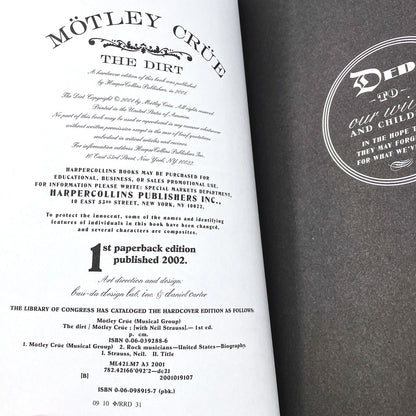 MÖTLEY CRÜE
THE DIRT
A hardcover edition of this book was published
by HarperCollins Publishers, in 2001.
The Dirt Copyright © 2001 by Mötley Crüe. All rights reserved.
Printed in the United States of America.
No part of this book may be used or reproduced in any manner whatsoever
without written permission except in the case of brief quotations
embodied in critical articles and reviews.
For information address HarperCollins Publishers Inc.,
10 East 53rd Street, New York, NY 10022
HARPERCOLLINS BOOKS MAY BE PURCHASED FOR
EDUCATIONAL, BUSINESS, OR SALES PROMOTIONAL USE.
FOR INFORMATION PLEASE WRITE: SPECIAL MARKETS DEPARTMENT,
HARPERCOLLINS PUBLISHERS INC.,
10 EAST 53RD STREET, NEW YORK, NY 10022.
To protect the innocent, some of the names and identifying
features of individuals in this book have been changed,
and several characters are composites.
1st paperback edition
published 2002.
Art direction and design:
bau-da design lab, inc. & daniel carter
THE LIBRARY OF CONGRESS HAS CATALOGED THE HARDCOVER EDITION AS FOLLOWS:
Mötley Crüe (Musical Group)
The dirt / Mötley Crüe ; [with Neil Strauss].—1st ed.
p. cm.
ISBN 0-06-039288-6
1. Mötley Crüe (Musical Group) 2. Rock musicians—United States—Biography.
I. Strauss, Neil. II. Title
ML421.M7 A3 2001
782.42166'092'2—dc21
[B] 2001019107
ISBN 0-06-098915-7 (pbk.)
09 10 ❖/RRD 31
DED
TO
our wi
AND CHILD
IN THE HOPE T
THEY MAY FORG
FOR WHAT WE'V